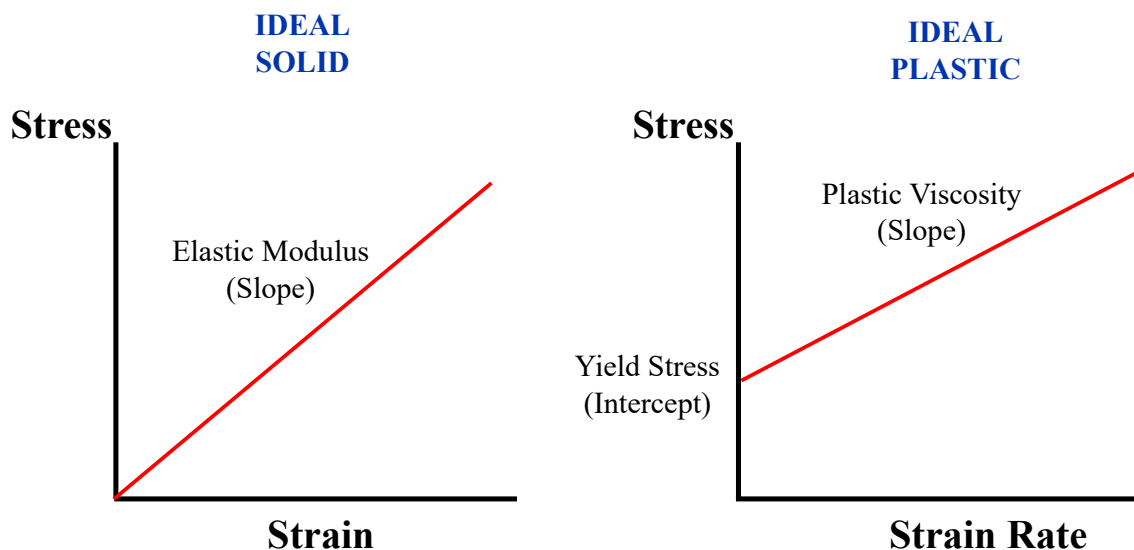 IDEAL
SOLID
Stress
Elastic Modulus
(Slope)
Strain
IDEAL
PLASTIC
Stress
Plastic Viscosity
(Slope)
Yield Stress
(Intercept)
Strain Rate